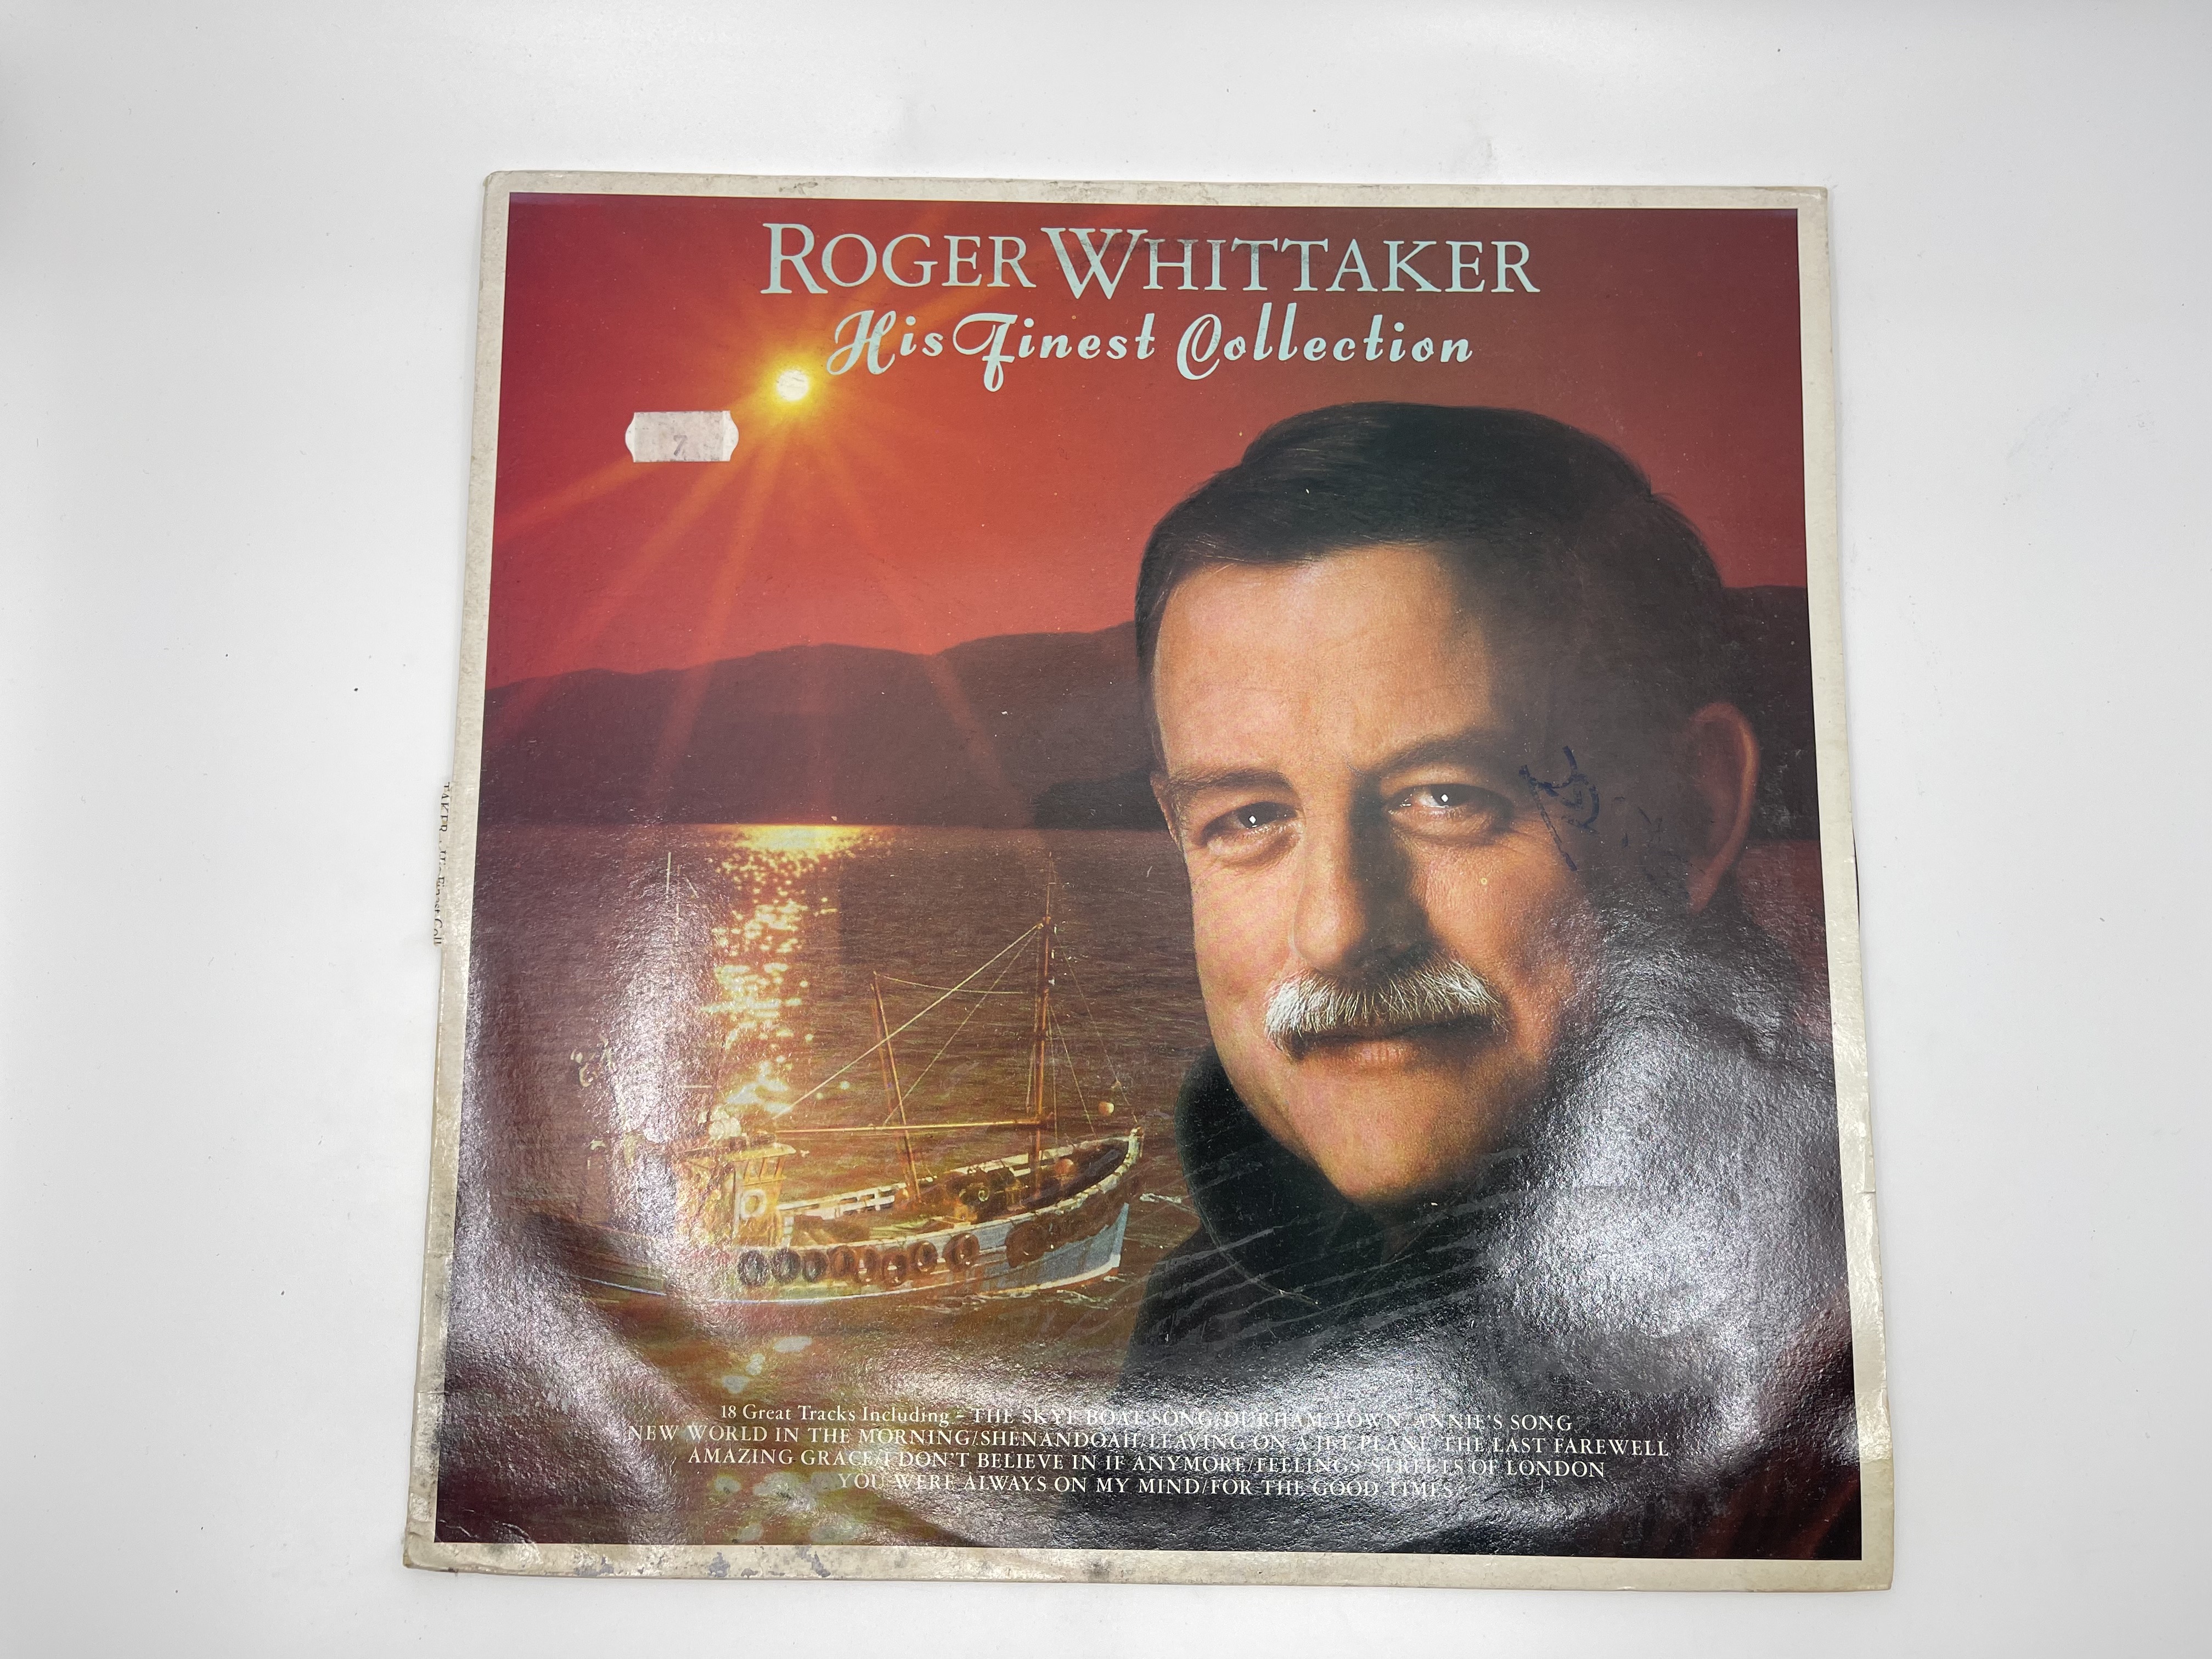 ROGER WHITTAKER
His Finest Collection
7
18 Great Tracks Including - THE SKYE BOAT SONG/DURHAM TOWN/ANNIE'S SONG
NEW WORLD IN THE MORNING/SHENANDOAH/LEAVING ON A JET PLANE/THE LAST FAREWELL
AMAZING GRACE/I DON'T BELIEVE IN IF ANYMORE/FEELINGS/STREETS OF LONDON
YOU WERE ALWAYS ON MY MIND/FOR THE GOOD TIMES